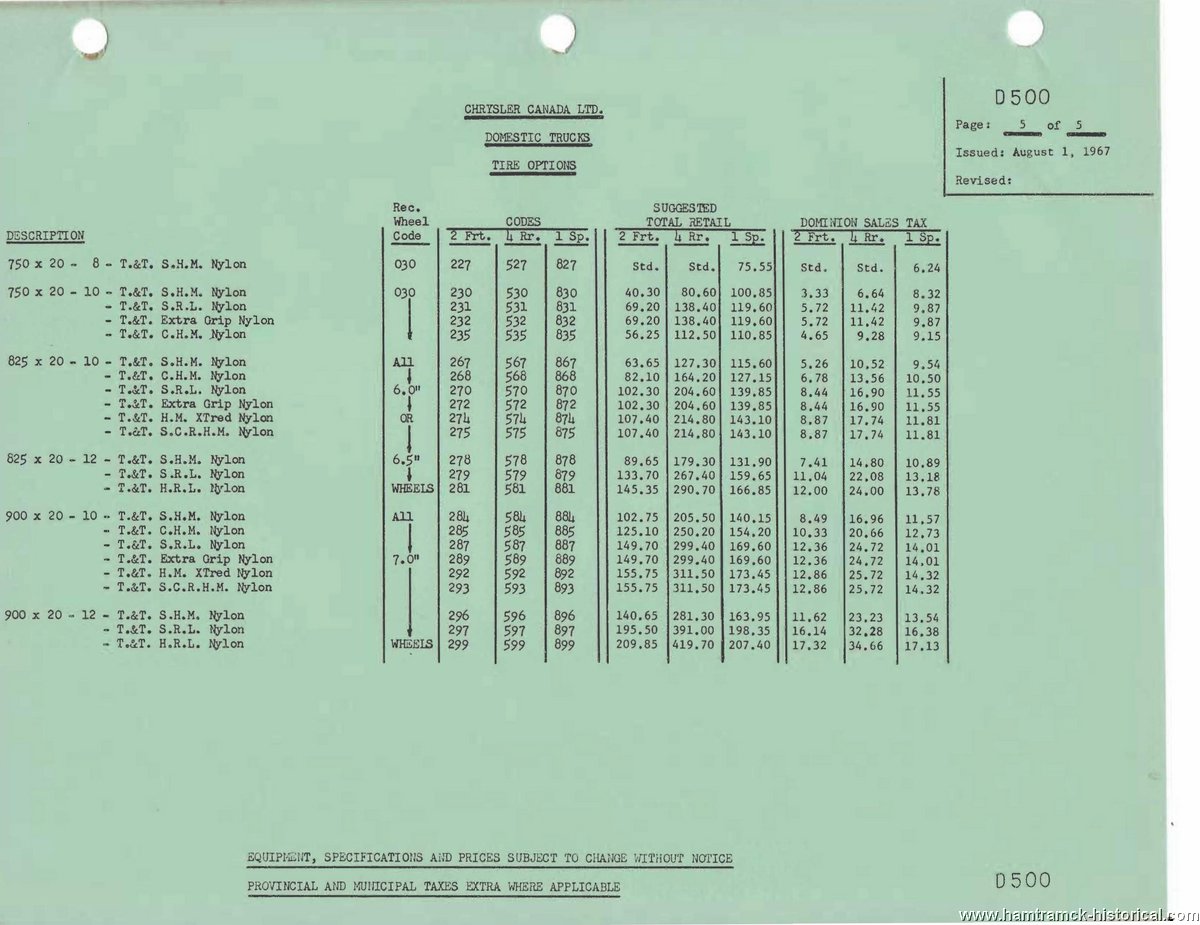 CHRYSLER CANADA LTD.
DOMESTIC TRUCKS
TIRE OPTIONS
D500
Page: 5 of 5
Issued: August 1, 1967
Revised:
Rec. SUGGESTED
Wheel CODES TOTAL RETAIL DOMINION SALES TAX
DESCRIPTION Code 2 Frt. 4 Rr. 1 Sp. 2 Frt. 4 Rr. 1 Sp. 2 Frt. 4 Rr. 1 Sp.
750 x 20 - 8 - T.&T. S.H.M. Nylon 030 227 527 827 Std. Std. 75.55 Std. Std. 6.24
750 x 20 - 10 - T.&T. S.H.M. Nylon 030 230 530 830 40.30 80.60 100.85 3.33 6.64 8.32
- T.&T. S.R.L. Nylon 231 531 831 69.20 138.40 119.60 5.72 11.42 9.87
- T.&T. Extra Grip Nylon 232 532 832 69.20 138.40 119.60 5.72 11.42 9.87
- T.&T. C.H.M. Nylon 235 535 835 56.25 112.50 110.85 4.65 9.28 9.15
825 x 20 - 10 - T.&T. S.H.M. Nylon All 267 567 867 63.65 127.30 115.60 5.26 10.52 9.54
- T.&T. C.H.M. Nylon 268 568 868 82.10 164.20 127.15 6.78 13.56 10.50
- T.&T. S.R.L. Nylon 6.0" 270 570 870 102.30 204.60 139.85 8.44 16.90 11.55
- T.&T. Extra Grip Nylon 272 572 872 102.30 204.60 139.85 8.44 16.90 11.55
- T.&T. H.M. XTred Nylon OR 274 574 874 107.40 214.80 143.10 8.87 17.74 11.81
- T.&T. S.C.R.H.M. Nylon 275 575 875 107.40 214.80 143.10 8.87 17.74 11.81
825 x 20 - 12 - T.&T. S.H.M. Nylon 6.5" 278 578 878 89.65 179.30 131.90 7.41 14.80 10.89
- T.&T. S.R.L. Nylon 279 579 879 133.70 267.40 159.65 11.04 22.08 13.18
- T.&T. H.R.L. Nylon WHEELS 281 581 881 145.35 290.70 166.85 12.00 24.00 13.78
900 x 20 - 10 - T.&T. S.H.M. Nylon All 284 584 884 102.75 205.50 140.15 8.49 16.96 11.57
- T.&T. C.H.M. Nylon 285 585 885 125.10 250.20 154.20 10.33 20.66 12.73
- T.&T. S.R.L. Nylon 287 587 887 149.70 299.40 169.60 12.36 24.72 14.01
- T.&T. Extra Grip Nylon 7.0" 289 589 889 149.70 299.40 169.60 12.36 24.72 14.01
- T.&T. H.M. XTred Nylon 292 592 892 155.75 311.50 173.45 12.86 25.72 14.32
- T.&T. S.C.R.H.M. Nylon 293 593 893 155.75 311.50 173.45 12.86 25.72 14.32
900 x 20 - 12 - T.&T. S.H.M. Nylon 296 596 896 140.65 281.30 163.95 11.62 23.23 13.54
- T.&T. S.R.L. Nylon 297 597 897 195.50 391.00 198.35 16.14 32.28 16.38
- T.&T. H.R.L. Nylon WHEELS 299 599 899 209.85 419.70 207.40 17.32 34.66 17.13
EQUIPMENT, SPECIFICATIONS AND PRICES SUBJECT TO CHANGE WITHOUT NOTICE
PROVINCIAL AND MUNICIPAL TAXES EXTRA WHERE APPLICABLE
D500
www.hamtramck-historical.com